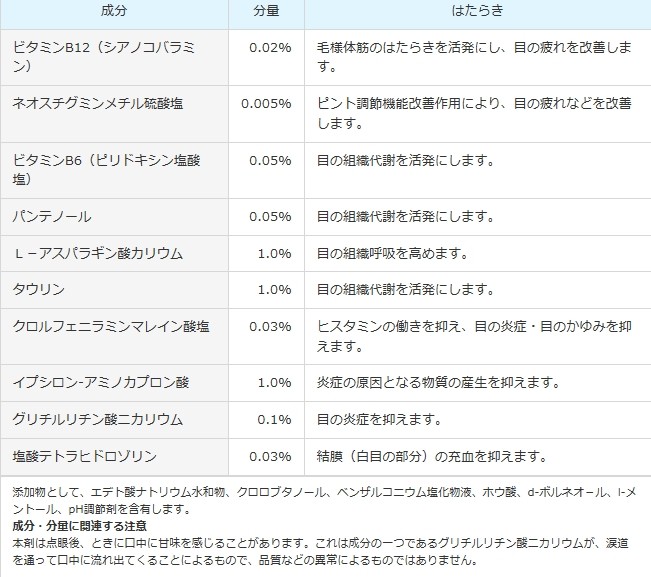 成分 分量 はたらき
ビタミンB12（シアノコバラミ
ン） 0.02% 毛様体筋のはたらきを活発にし、目の疲れを改善しま
す。
ネオスチグミンメチル硫酸塩 0.005% ピント調節機能改善作用により、目の疲れなどを改善
します。
ビタミンB6（ピリドキシン塩酸
塩） 0.05% 目の組織代謝を活発にします。
パンテノール 0.05% 目の組織代謝を活発にします。
Ｌ－アスパラギン酸カリウム 1.0% 目の組織呼吸を高めます。
タウリン 1.0% 目の組織代謝を活発にします。
クロルフェニラミンマレイン酸塩 0.03% ヒスタミンの働きを抑え、目の炎症・目のかゆみを抑
えます。
イプシロン-アミノカプロン酸 1.0% 炎症の原因となる物質の産生を抑えます。
グリチルリチン酸ニカリウム 0.1% 目の炎症を抑えます。
塩酸テトラヒドロゾリン 0.03% 結膜（白目の部分）の充血を抑えます。
添加物として、エデト酸ナトリウム水和物、クロロブタノール、ベンザルコニウム塩化物液、ホウ酸、d-ボルネオール、l-メ
ントール、pH調節剤を含有します。
成分・分量に関連する注意
本剤は点眼後、ときに口中に甘味を感じることがあります。これは成分の一つであるグリチルリチン酸ニカリウムが、涙道
を通って口中に流れ出てくることによるもので、品質などの異常によるものではありません。